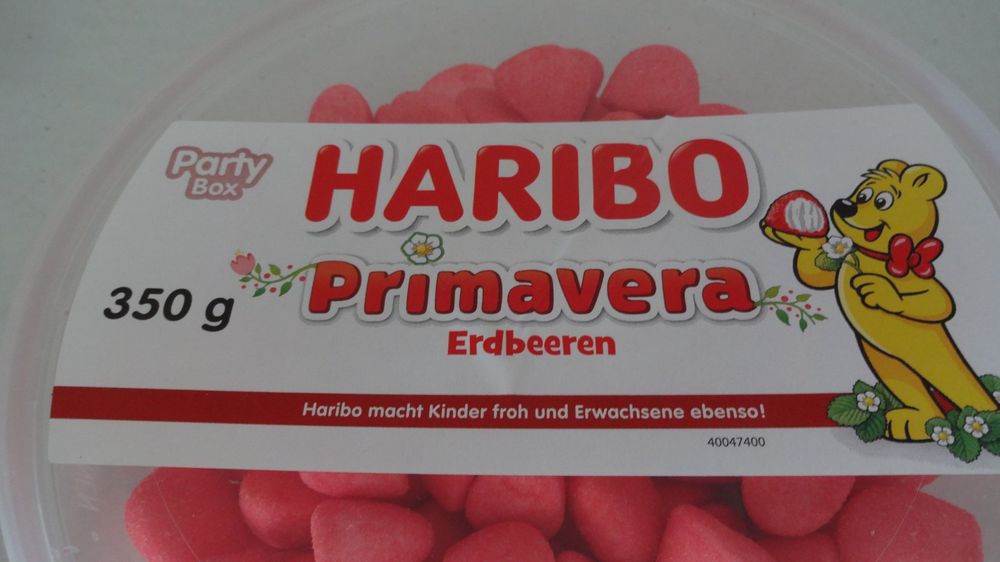 Party
Box
HARIBO
Primavera
350 g
Erdbeeren
Haribo macht Kinder froh und Erwachsene ebenso!
40047400